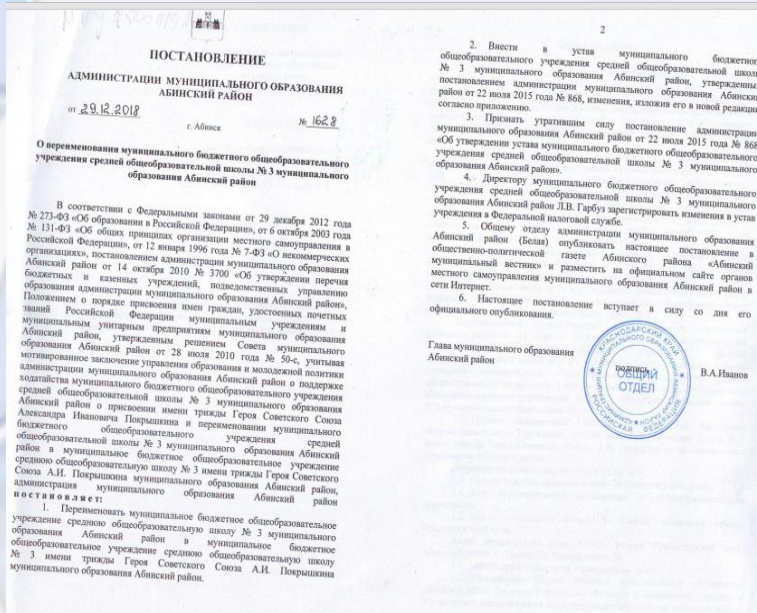 ПОСТАНОВЛЕНИЕ
АДМИНИСТРАЦИИ МУНИЦИПАЛЬНОГО ОБРАЗОВАНИЯ
АБИНСКИЙ РАЙОН
от 29.12.2018 № 1628
г. Абинск
О переименовании муниципального бюджетного общеобразовательного
учреждения средней общеобразовательной школы № 3 муниципального
образования Абинский район
В соответствии с Федеральными законами от 29 декабря 2012 года
№ 273-ФЗ «Об образовании в Российской Федерации», от 6 октября 2003 года
№ 131-ФЗ «Об общих принципах организации местного самоуправления в
Российской Федерации», от 12 января 1996 года № 7-ФЗ «О некоммерческих
организациях», постановлением администрации муниципального образования
Абинский район от 14 октября 2010 № 3700 «Об утверждении перечня
бюджетных и казенных учреждений, подведомственных управлению
образования администрации муниципального образования Абинский район»,
Положением о порядке присвоения имен граждан, удостоенных почетных
званий Российской Федерации муниципальным учреждениям и
муниципальным унитарным предприятиям муниципального образования
Абинский район, утвержденным решением Совета муниципального
образования Абинский район от 28 июля 2010 года № 50-с, учитывая
мотивированное заключение управления образования и молодежной политики
администрации муниципального образования Абинский район о поддержке
ходатайства муниципального бюджетного общеобразовательного учреждения
средней общеобразовательной школы № 3 муниципального образования
Абинский район о присвоении имени трижды Героя Советского Союза
Александра Ивановича Покрышкина и переименовании муниципального
бюджетного общеобразовательного учреждения средней
общеобразовательной школы № 3 муниципального образования Абинский
район в муниципальное бюджетное общеобразовательное учреждение
среднюю общеобразовательную школу № 3 имени трижды Героя Советского
Союза А.И. Покрышкина муниципального образования Абинский район,
администрация муниципального образования Абинский район
постановляет:
1. Переименовать муниципальное бюджетное общеобразовательное
учреждение среднюю общеобразовательную школу № 3 муниципального
образования Абинский район в муниципальное бюджетное
общеобразовательное учреждение среднюю общеобразовательную школу
№ 3 имени трижды Героя Советского Союза А.И. Покрышкина
муниципального образования Абинский район.
2
2. Внести в устав муниципального бюджетного
общеобразовательного учреждения средней общеобразовательной школы
№ 3 муниципального образования Абинский район, утвержденный
постановлением администрации муниципального образования Абинский
район от 22 июля 2015 года № 868, изменения, изложив его в новой редакции
согласно приложению.
3. Признать утратившим силу постановление администрации
муниципального образования Абинский район от 22 июля 2015 года № 868
«Об утверждении устава муниципального бюджетного общеобразовательного
учреждения средней общеобразовательной школы № 3 муниципального
образования Абинский район».
4. Директору муниципального бюджетного общеобразовательного
учреждения средней общеобразовательной школы № 3 муниципального
образования Абинский район Л.В. Гарбуз зарегистрировать изменения в устав
учреждения в Федеральной налоговой службе.
5. Общему отделу администрации муниципального образования
Абинский район (Белая) опубликовать настоящее постановление в
общественно-политической газете Абинского района «Абинский
муниципальный вестник» и разместить на официальном сайте органов
местного самоуправления муниципального образования Абинский район в
сети Интернет.
6. Настоящее постановление вступает в силу со дня его
официального опубликования.
Глава муниципального образования
Абинский район
подпись
В.А.Иванов
КРАСНОДАРСКИЙ КРАЙ
ОБЩИЙ
ОТДЕЛ
РОССИЙСКАЯ ФЕДЕРАЦИЯ